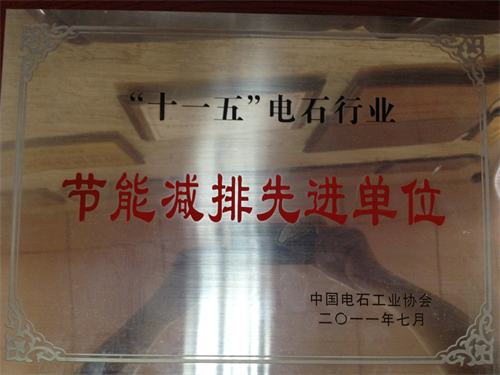 “十一五”电石行业
节能减排先进单位
中国电石工业协会
二〇一一年七月